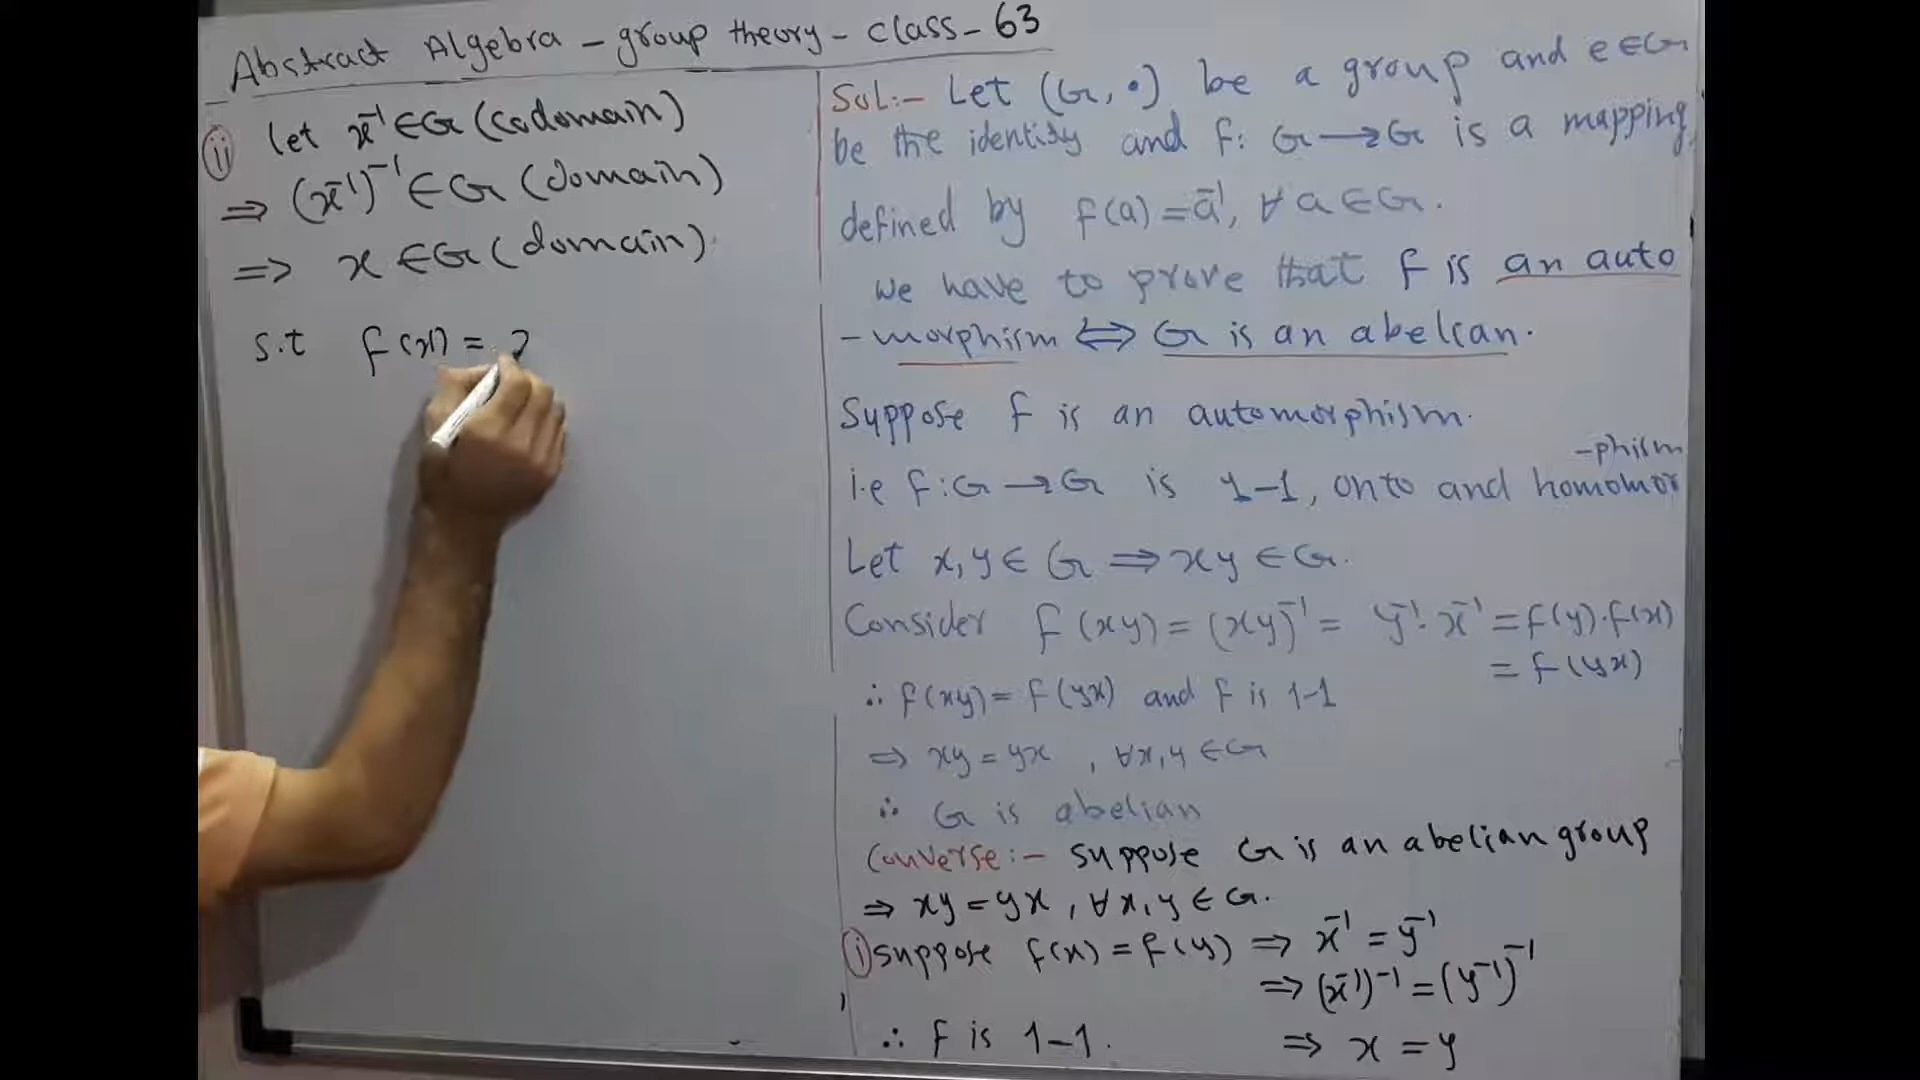 Abstract Algebra - group theory - class - 63
(ii) let x⁻¹ ∈ G (codomain)
⇒ (x⁻¹)⁻¹ ∈ G (domain)
⇒ x ∈ G (domain).
s.t f(x) =
Sol:- Let (G, •) be a group and e ∈ G
be the identity and f: G → G is a mapping
defined by f(a) = a⁻¹, ∀ a ∈ G.
We have to prove that f is an auto
-morphism ⇔ G is an abelian.
Suppose f is an automorphism.
-phism
i.e f: G → G is 1-1, onto and homomor
Let x, y ∈ G ⇒ xy ∈ G.
Consider f(xy) = (xy)⁻¹ = y⁻¹. x⁻¹ = f(y).f(x)
= f(yx)
∴ f(xy) = f(yx) and f is 1-1
⇒ xy = yx, ∀x, y ∈ G
∴ G is abelian
Converse:- Suppose G is an abelian group
⇒ xy = yx, ∀ x, y ∈ G.
(i) suppose f(x) = f(y) ⇒ x⁻¹ = y⁻¹
⇒ (x⁻¹)⁻¹ = (y⁻¹)⁻¹
∴ f is 1-1. ⇒ x = y